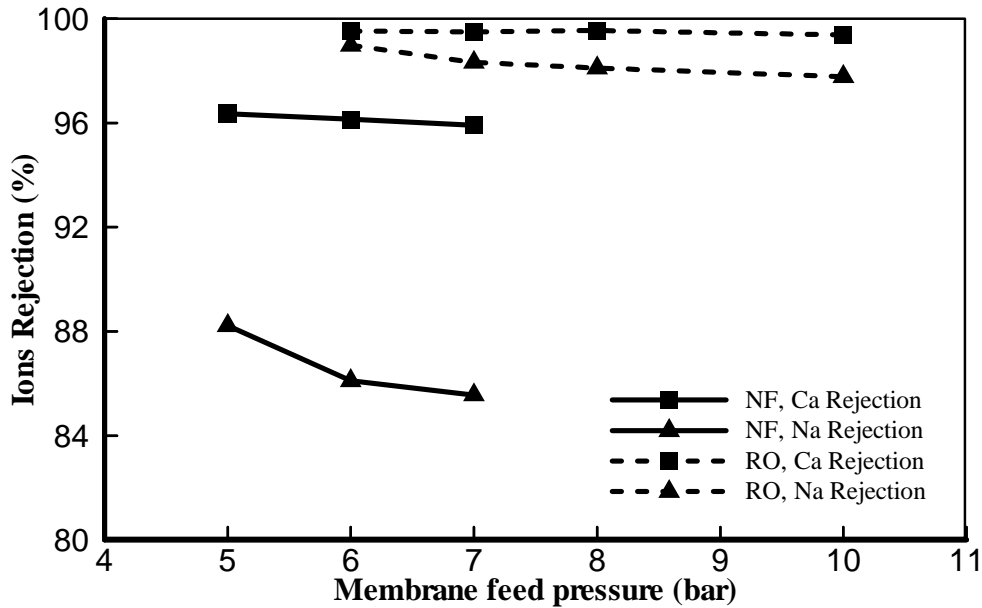 100
96
92
88
84
80
Ions Rejection (%)
NF, Ca Rejection
NF, Na Rejection
RO, Ca Rejection
RO, Na Rejection
4 5 6 7 8 9 10 11
Membrane feed pressure (bar)